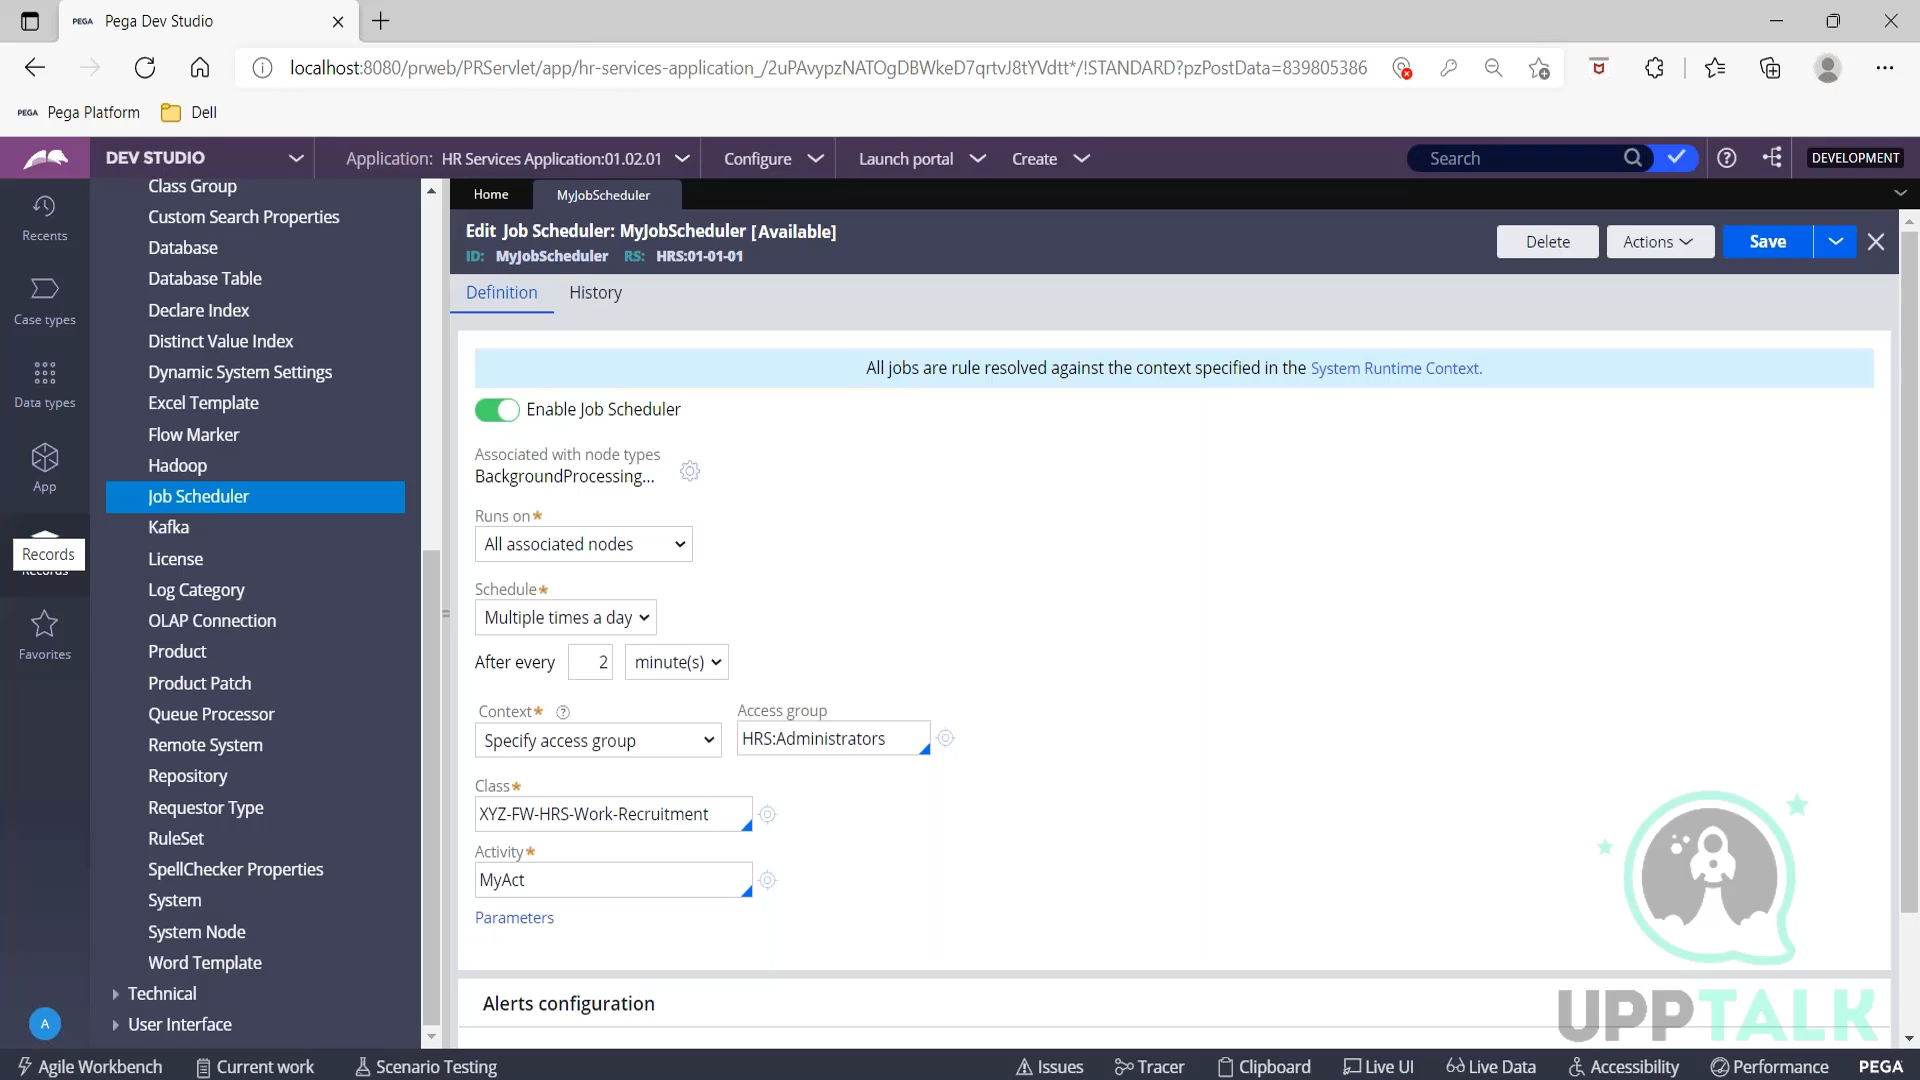 PEGA Pega Dev Studio
localhost:8080/prweb/PRServlet/app/hr-services-application_/2uPAvypzNATOgDBWkeD7qrtvJ8tYVdtt*/!STANDARD?pzPostData=839805386
PEGA Pega Platform Dell
DEV STUDIO Application: HR Services Application:01.02.01 Configure Launch portal Create Search DEVELOPMENT
Recents
Case types
Data types
App
Records
Records
Favorites
A
Class Group
Custom Search Properties
Database
Database Table
Declare Index
Distinct Value Index
Dynamic System Settings
Excel Template
Flow Marker
Hadoop
Job Scheduler
Kafka
License
Log Category
OLAP Connection
Product
Product Patch
Queue Processor
Remote System
Repository
Requestor Type
RuleSet
SpellChecker Properties
System
System Node
Word Template
Technical
User Interface
Home MyJobScheduler
Edit Job Scheduler: MyJobScheduler [Available]
ID: MyJobScheduler RS: HRS:01-01-01
Delete Actions Save
Definition History
All jobs are rule resolved against the context specified in the System Runtime Context.
Enable Job Scheduler
Associated with node types
BackgroundProcessing...
Runs on*
All associated nodes
Schedule*
Multiple times a day
After every 2 minute(s)
Context* ? Access group
Specify access group HRS:Administrators
Class*
XYZ-FW-HRS-Work-Recruitment
Activity*
MyAct
Parameters
Alerts configuration
UPPTALK
Agile Workbench Current work Scenario Testing Issues Tracer Clipboard Live UI Live Data Accessibility Performance PEGA